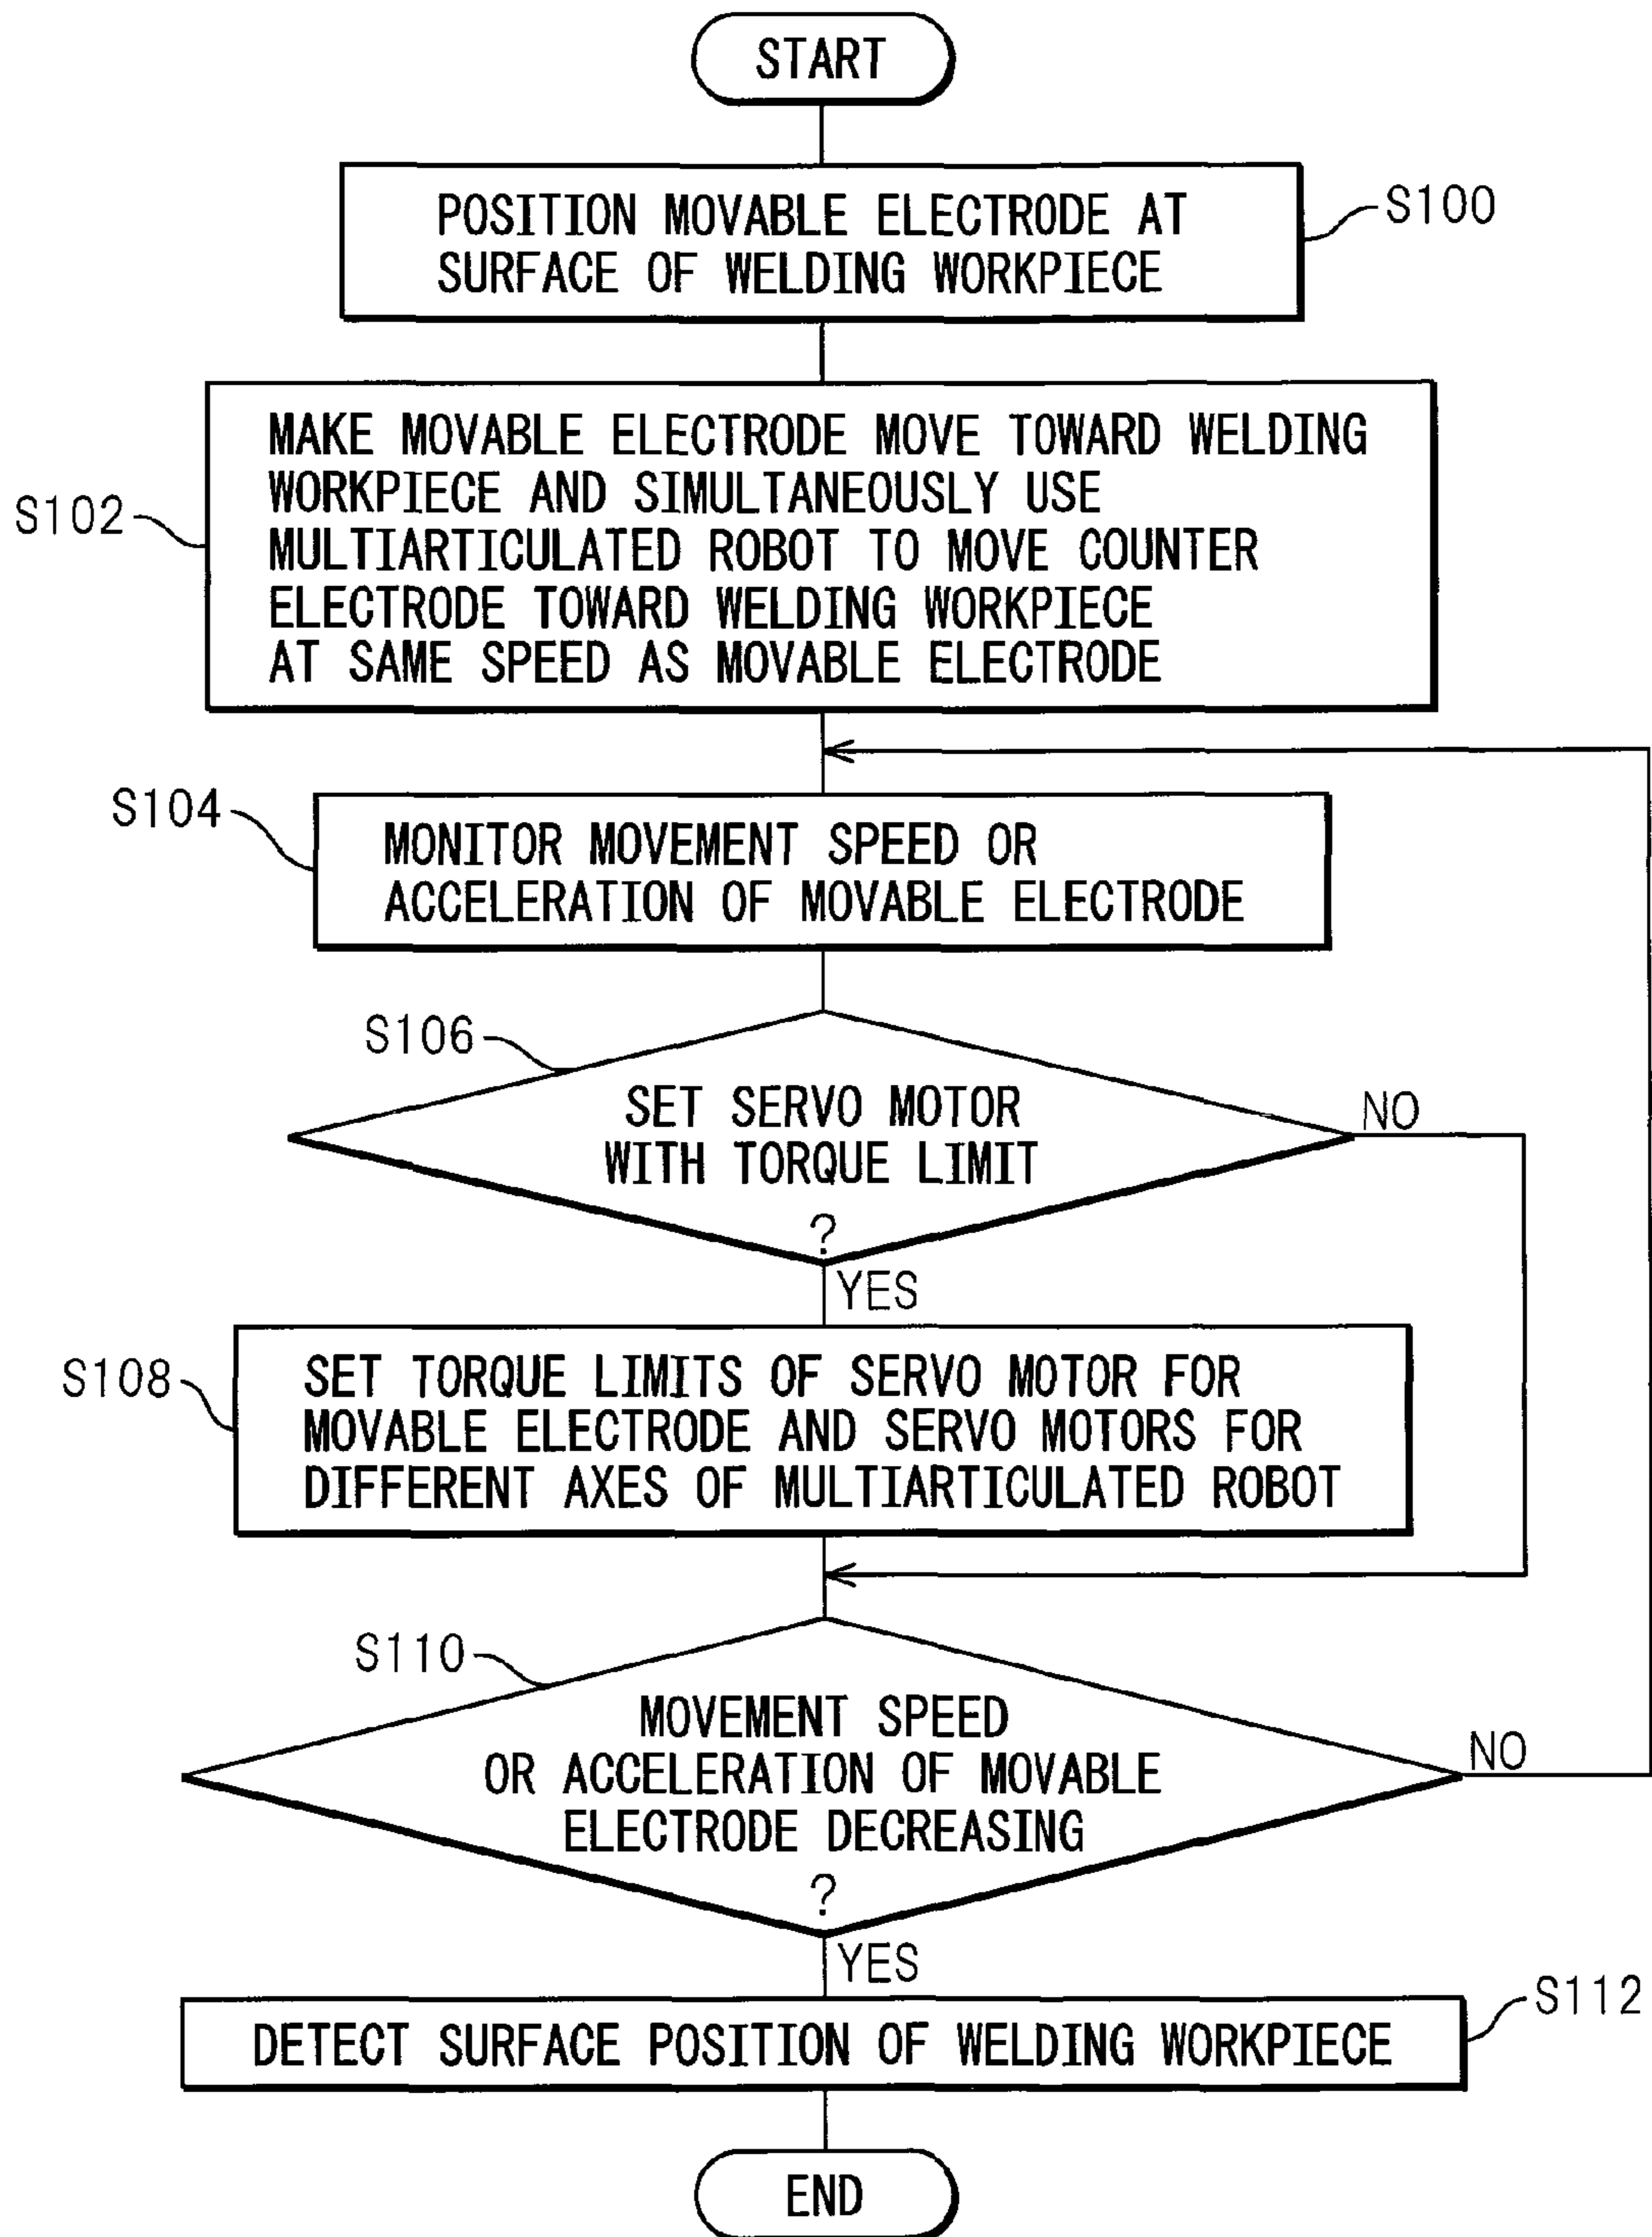 START
POSITION MOVABLE ELECTRODE AT
SURFACE OF WELDING WORKPIECE
S100
MAKE MOVABLE ELECTRODE MOVE TOWARD WELDING
WORKPIECE AND SIMULTANEOUSLY USE
MULTIARTICULATED ROBOT TO MOVE COUNTER
ELECTRODE TOWARD WELDING WORKPIECE
AT SAME SPEED AS MOVABLE ELECTRODE
S102
S104
MONITOR MOVEMENT SPEED OR
ACCELERATION OF MOVABLE ELECTRODE
S106
SET SERVO MOTOR
WITH TORQUE LIMIT
?
NO
YES
S108
SET TORQUE LIMITS OF SERVO MOTOR FOR
MOVABLE ELECTRODE AND SERVO MOTORS FOR
DIFFERENT AXES OF MULTIARTICULATED ROBOT
S110
MOVEMENT SPEED
OR ACCELERATION OF MOVABLE
ELECTRODE DECREASING
?
NO
YES
S112
DETECT SURFACE POSITION OF WELDING WORKPIECE
END